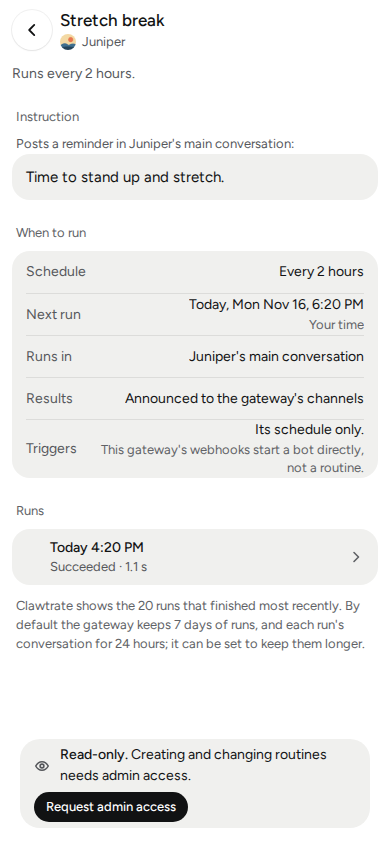 Stretch break
Juniper
Runs every 2 hours.
Instruction
Posts a reminder in Juniper's main conversation:
Time to stand up and stretch.
When to run
Schedule
Every 2 hours
Next run
Today, Mon Nov 16, 6:20 PM
Your time
Runs in
Juniper's main conversation
Results
Announced to the gateway's channels
Triggers
Its schedule only.
This gateway's webhooks start a bot directly,
not a routine.
Runs
Today 4:20 PM
Succeeded · 1.1 s
Clawtrate shows the 20 runs that finished most recently. By
default the gateway keeps 7 days of runs, and each run's
conversation for 24 hours; it can be set to keep them longer.
Read-only. Creating and changing routines
needs admin access.
Request admin access